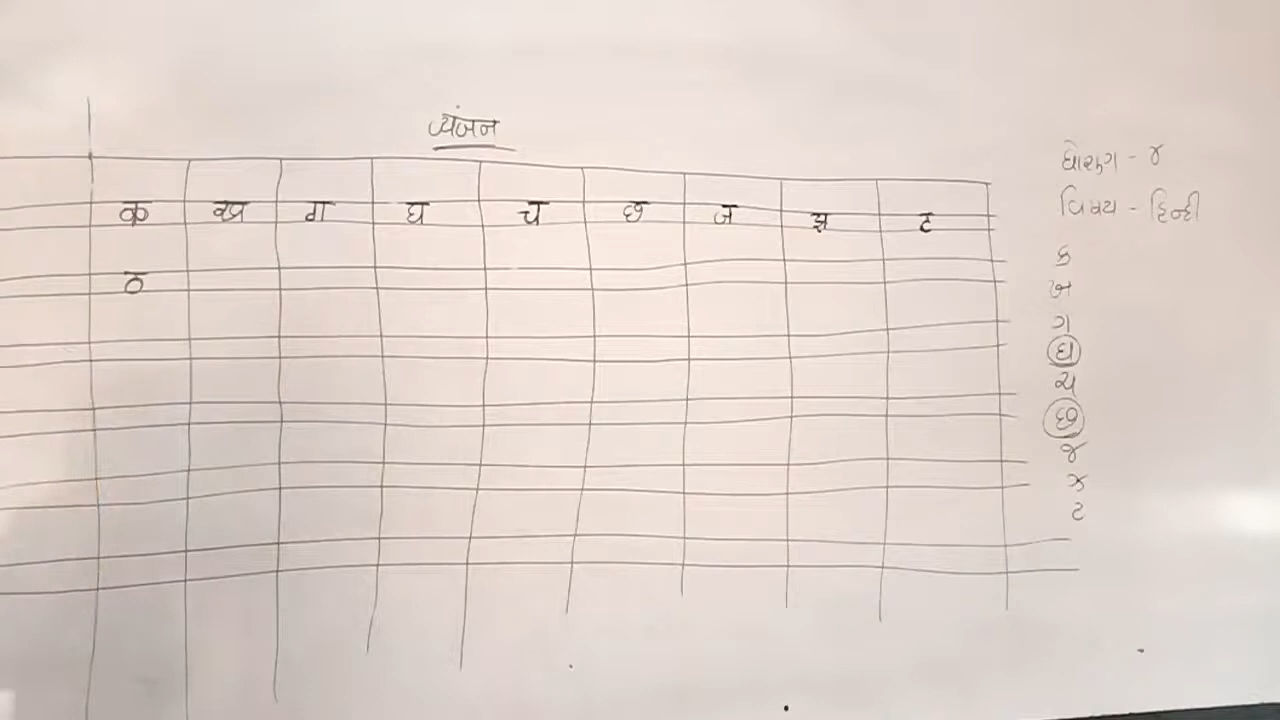 व्यंजन
क ख ग घ च छ ज झ ट
ठ
ધોરણ - ૪
વિષય - હિન્દી
ક
ખ
ગ
ઘ
ચ
છ
જ
ઝ
ટ